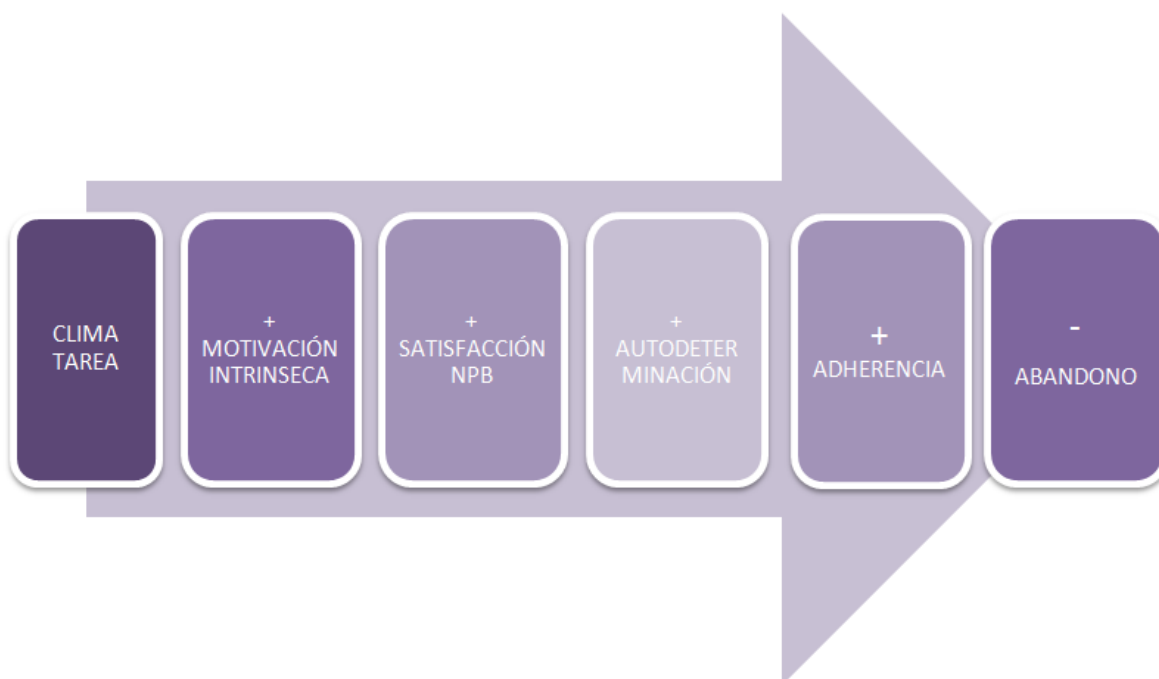 CLIMA
TAREA
+
MOTIVACIÓN
INTRINSECA
+
SATISFACCIÓN
NPB
+
AUTODETER
MINACIÓN
+
ADHERENCIA
-
ABANDONO